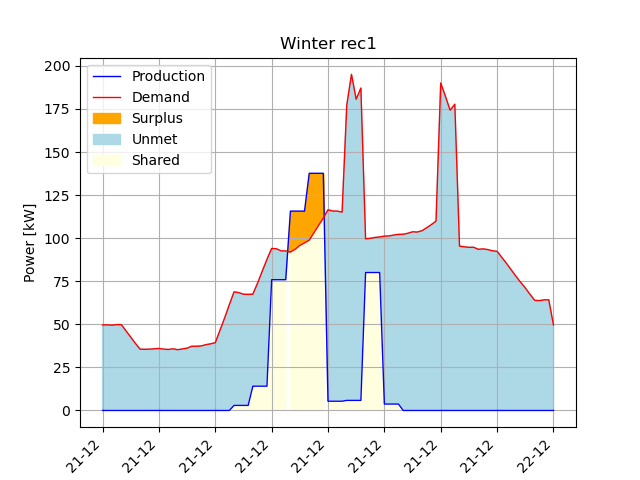 Winter rec1
Production
Demand
Surplus
Unmet
Shared
Power [kW]
200
175
150
125
100
75
50
25
0
21-12
21-12
21-12
21-12
21-12
21-12
21-12
21-12
22-12